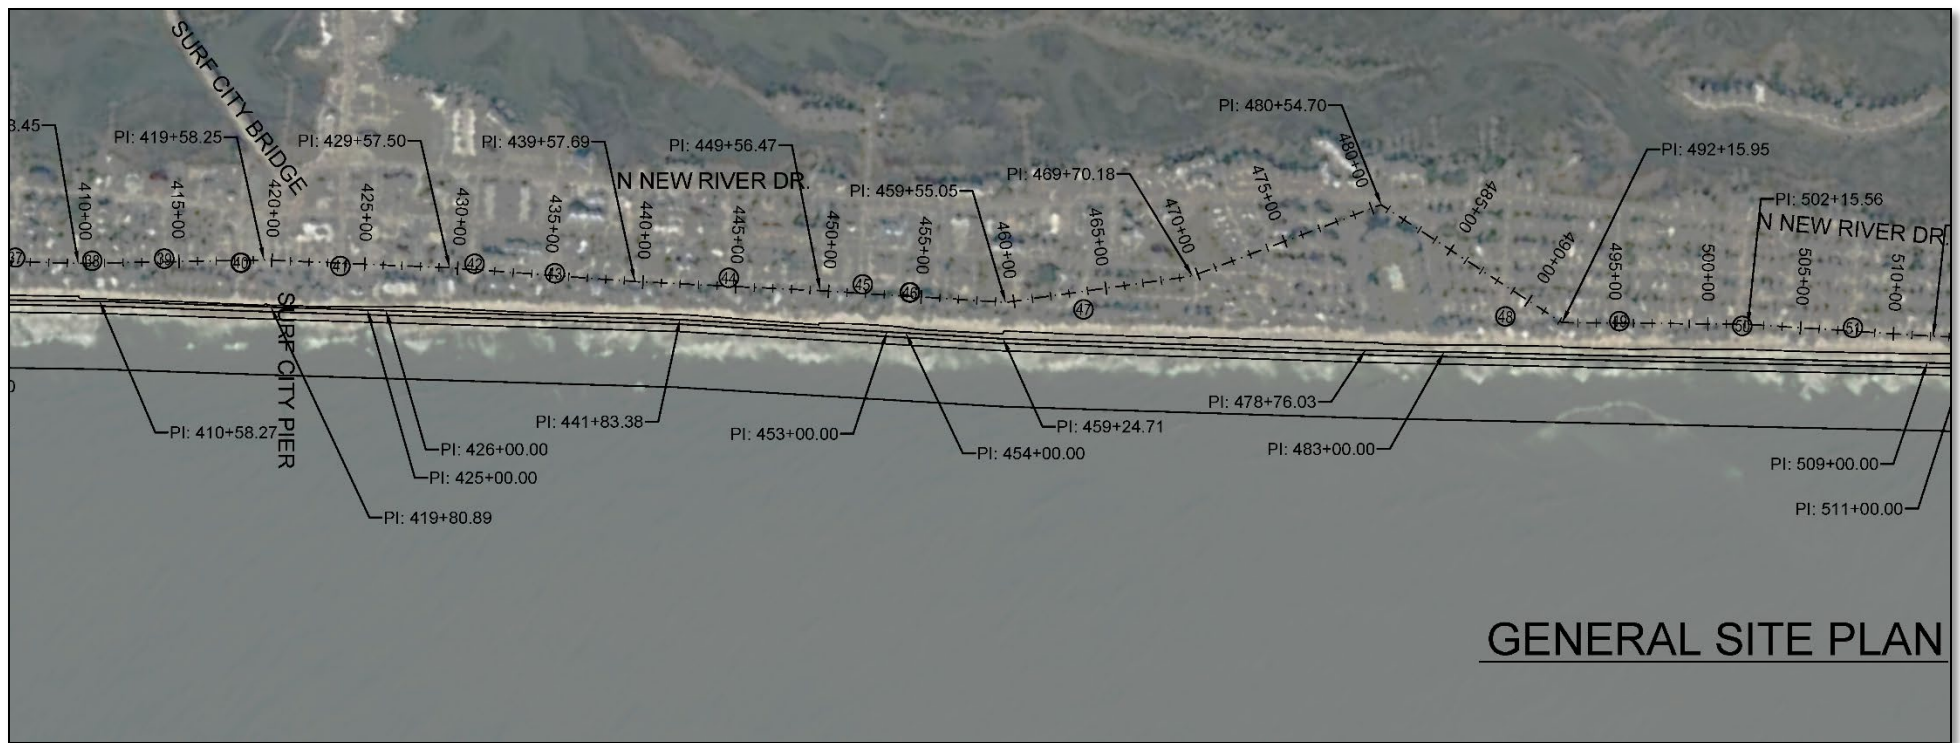 SURF CITY BRIDGE
3.45
PI: 419+58.25
PI: 429+57.50
PI: 439+57.69
PI: 449+56.47
N NEW RIVER DR.
PI: 459+55.05
PI: 469+70.18
PI: 480+54.70
PI: 492+15.95
PI: 502+15.56
N NEW RIVER DR
410+00
415+00
420+00
425+00
430+00
435+00
440+00
445+00
450+00
455+00
460+00
465+00
470+00
475+00
480+00
485+00
490+00
495+00
500+00
505+00
510+00
37
38
39
40
41
42
43
44
45
46
47
48
49
50
51
SURF CITY PIER
PI: 410+58.27
PI: 419+80.89
PI: 425+00.00
PI: 426+00.00
PI: 441+83.38
PI: 453+00.00
PI: 454+00.00
PI: 459+24.71
PI: 478+76.03
PI: 483+00.00
PI: 509+00.00
PI: 511+00.00
GENERAL SITE PLAN